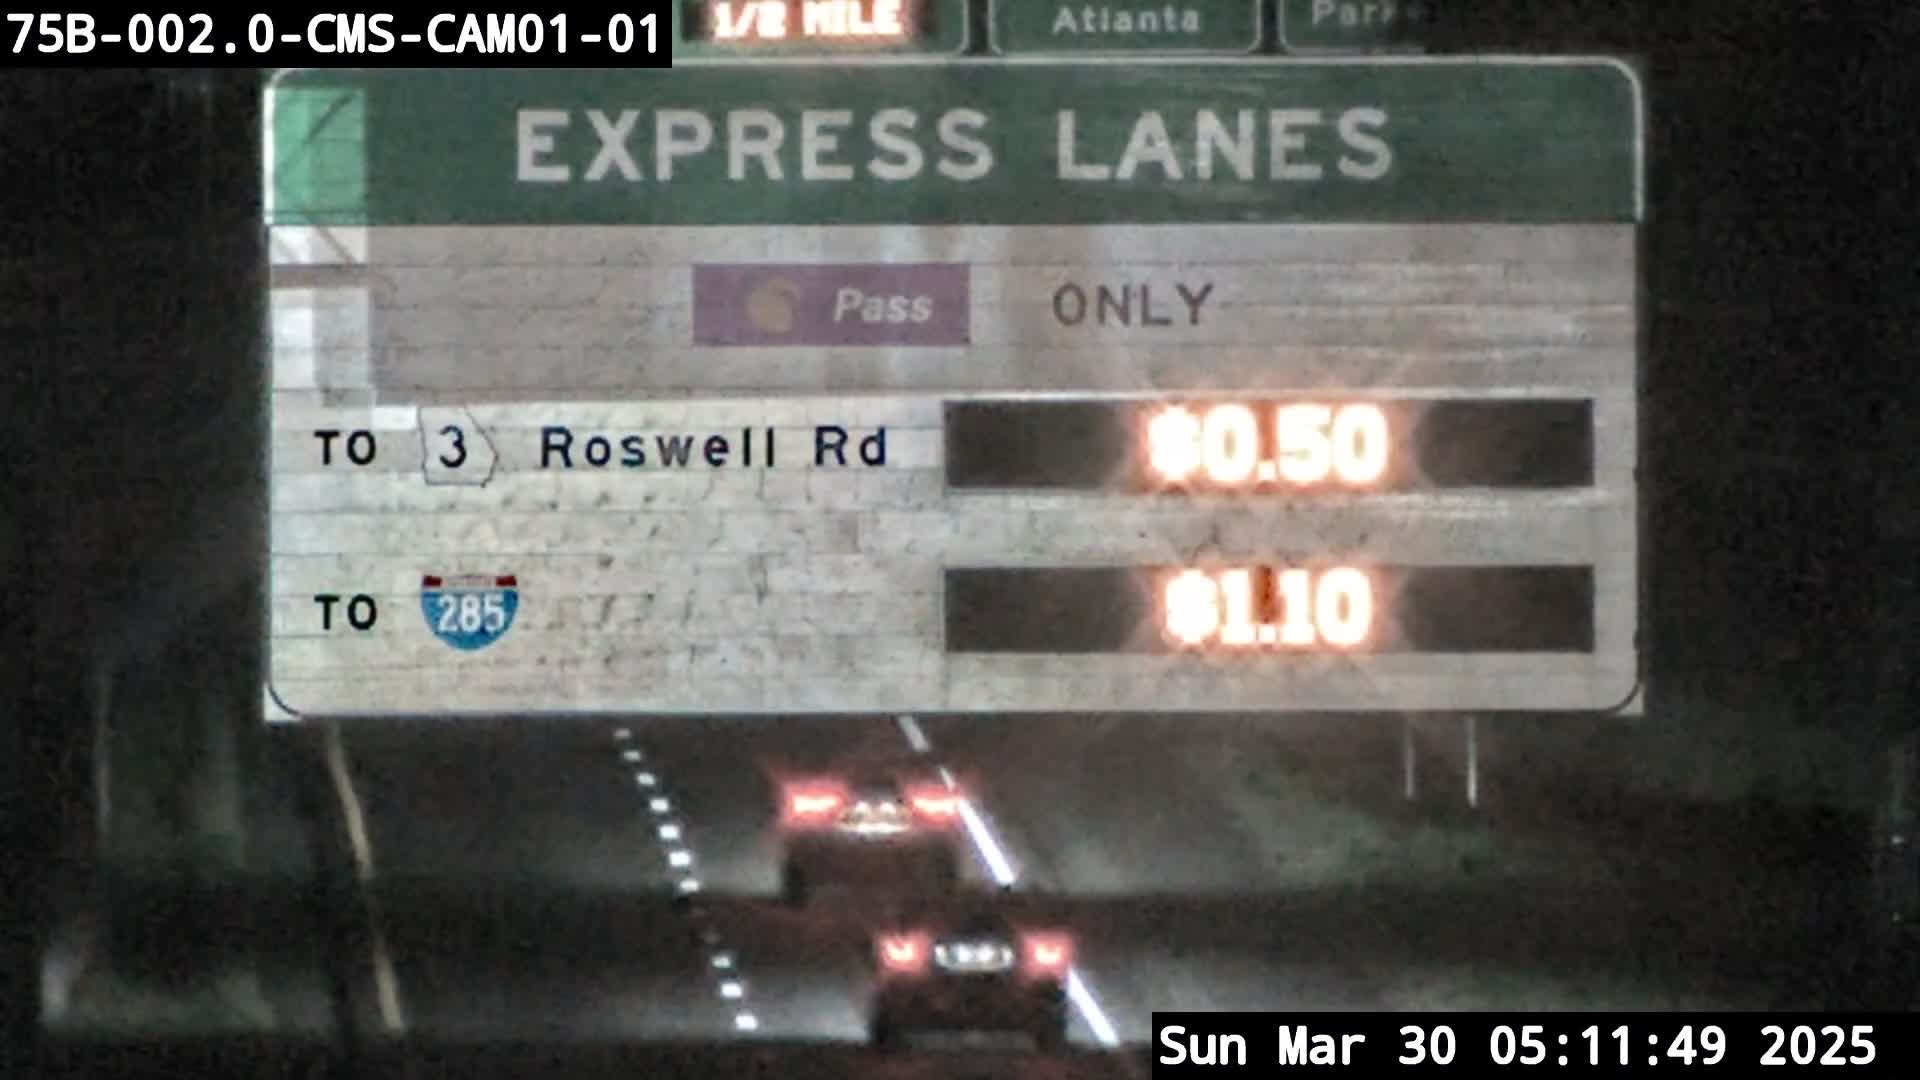 75B-002.0-CMS-CAM01-01
1/2 MILE
Atlanta
EXPRESS LANES
Pass ONLY
TO 3 Roswell Rd $0.50
TO 285 $1.10
Sun Mar 30 05:11:49 2025